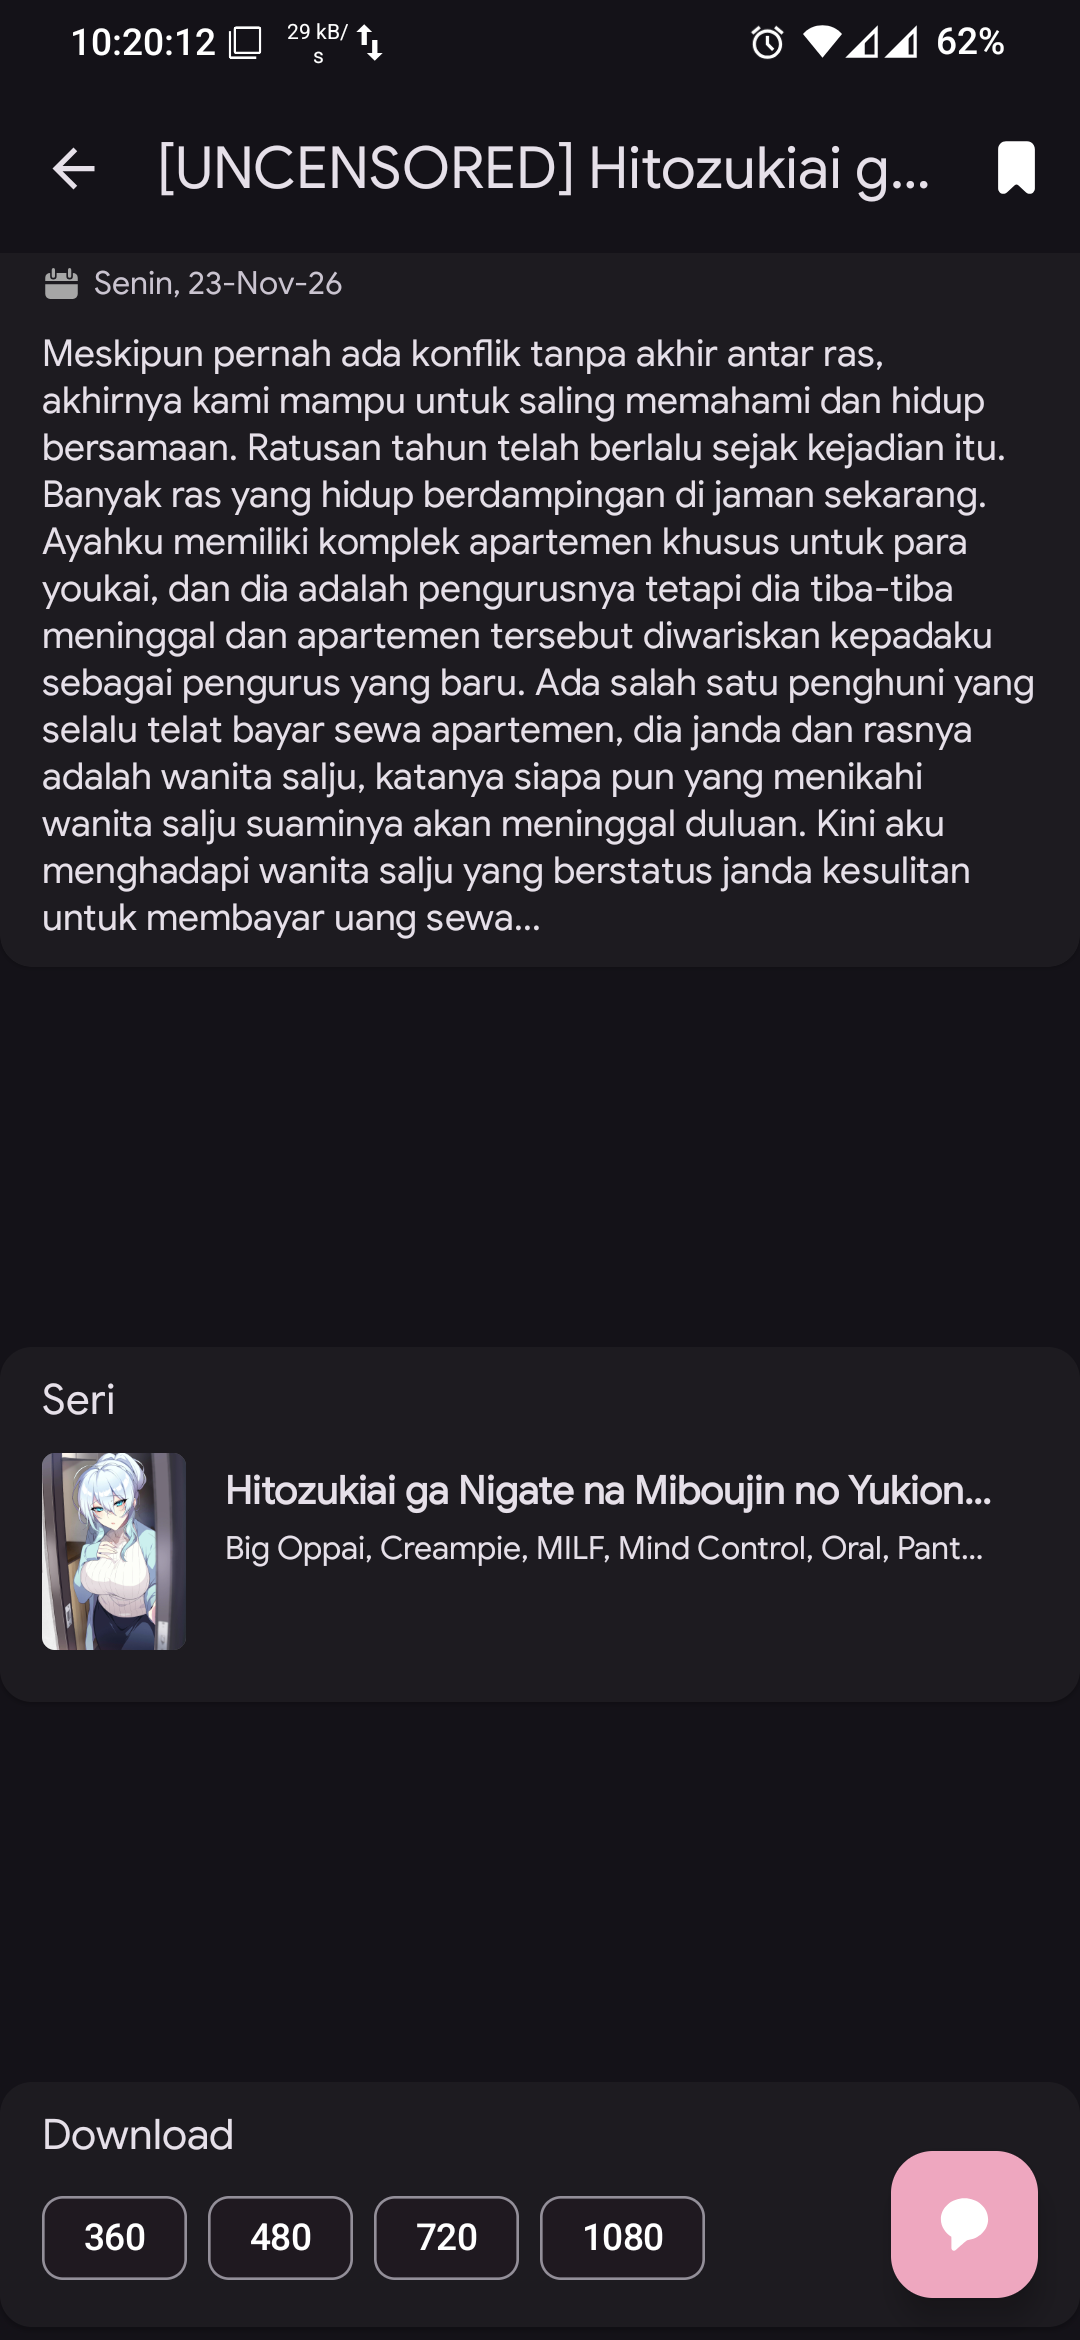 10:20:12 29 kB/s 62%
[UNCENSORED] Hitozukiai g...
Senin, 23-Nov-26
Meskipun pernah ada konflik tanpa akhir antar ras,
akhirnya kami mampu untuk saling memahami dan hidup
bersamaan. Ratusan tahun telah berlalu sejak kejadian itu.
Banyak ras yang hidup berdampingan di jaman sekarang.
Ayahku memiliki komplek apartemen khusus untuk para
youkai, dan dia adalah pengurusnya tetapi dia tiba-tiba
meninggal dan apartemen tersebut diwariskan kepadaku
sebagai pengurus yang baru. Ada salah satu penghuni yang
selalu telat bayar sewa apartemen, dia janda dan rasnya
adalah wanita salju, katanya siapa pun yang menikahi
wanita salju suaminya akan meninggal duluan. Kini aku
menghadapi wanita salju yang berstatus janda kesulitan
untuk membayar uang sewa...
Seri
Hitozukiai ga Nigate na Miboujin no Yukion...
Big Oppai, Creampie, MILF, Mind Control, Oral, Pant...
Download
360 480 720 1080